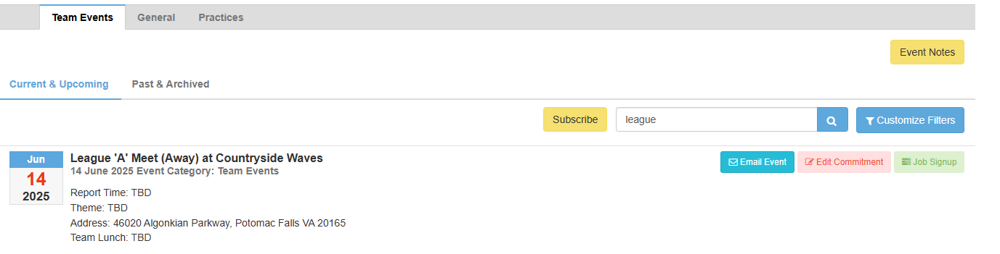 Team Events General Practices
Event Notes
Current & Upcoming Past & Archived
Subscribe league Customize Filters
Jun
14
2025
League 'A' Meet (Away) at Countryside Waves
14 June 2025 Event Category: Team Events
Email Event Edit Commitment Job Signup
Report Time: TBD
Theme: TBD
Address: 46020 Algonkian Parkway, Potomac Falls VA 20165
Team Lunch: TBD